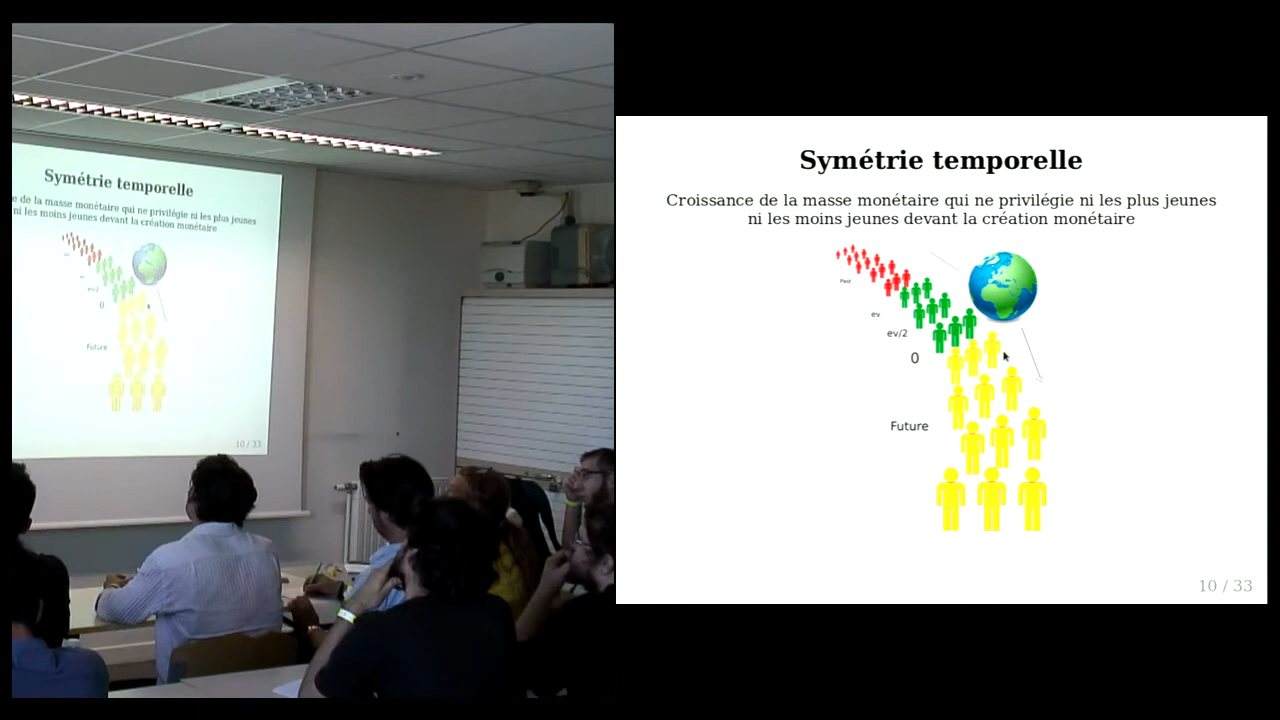 Symétrie temporelle
e de la masse monétaire qui ne privilégie ni les plus jeunes
ni les moins jeunes devant la création monétaire
ev/2
0
Future
10 / 33
Symétrie temporelle
Croissance de la masse monétaire qui ne privilégie ni les plus jeunes
ni les moins jeunes devant la création monétaire
Past
ev
ev/2
0
Future
10 / 33